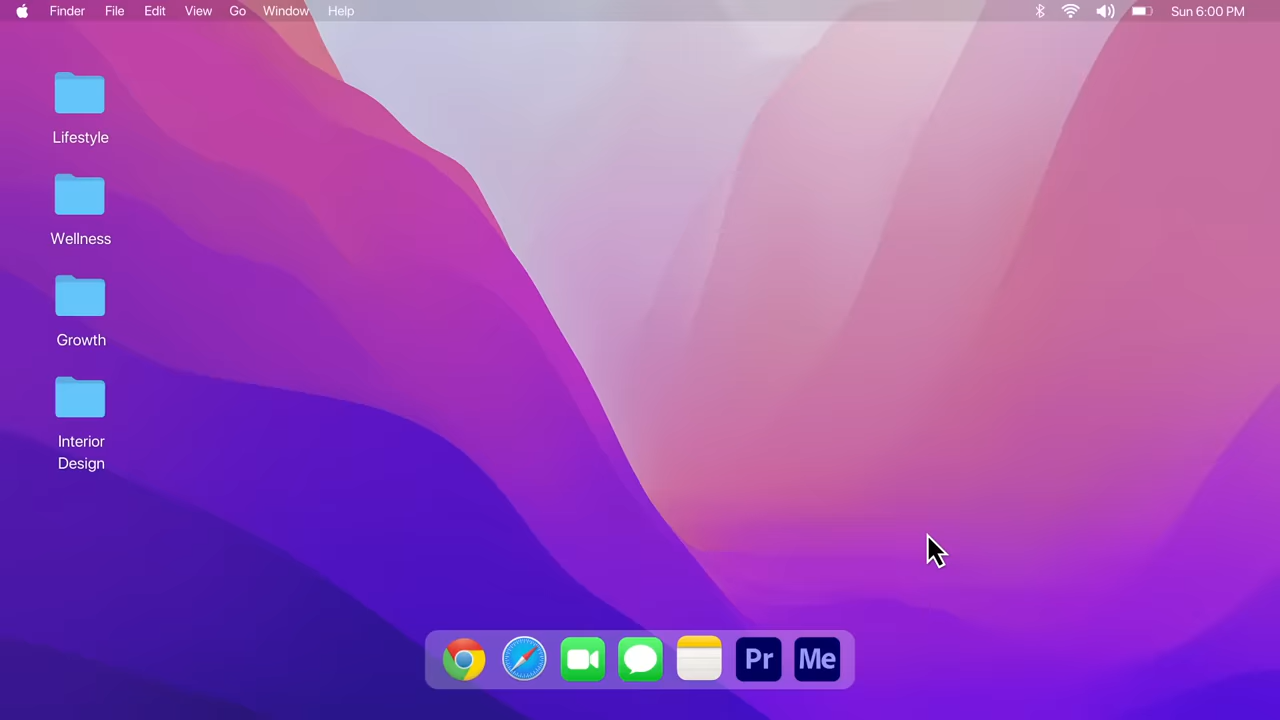 Finder File Edit View Go Window Help Sun 6:00 PM
Lifestyle
Wellness
Growth
Interior
Design
Pr Me